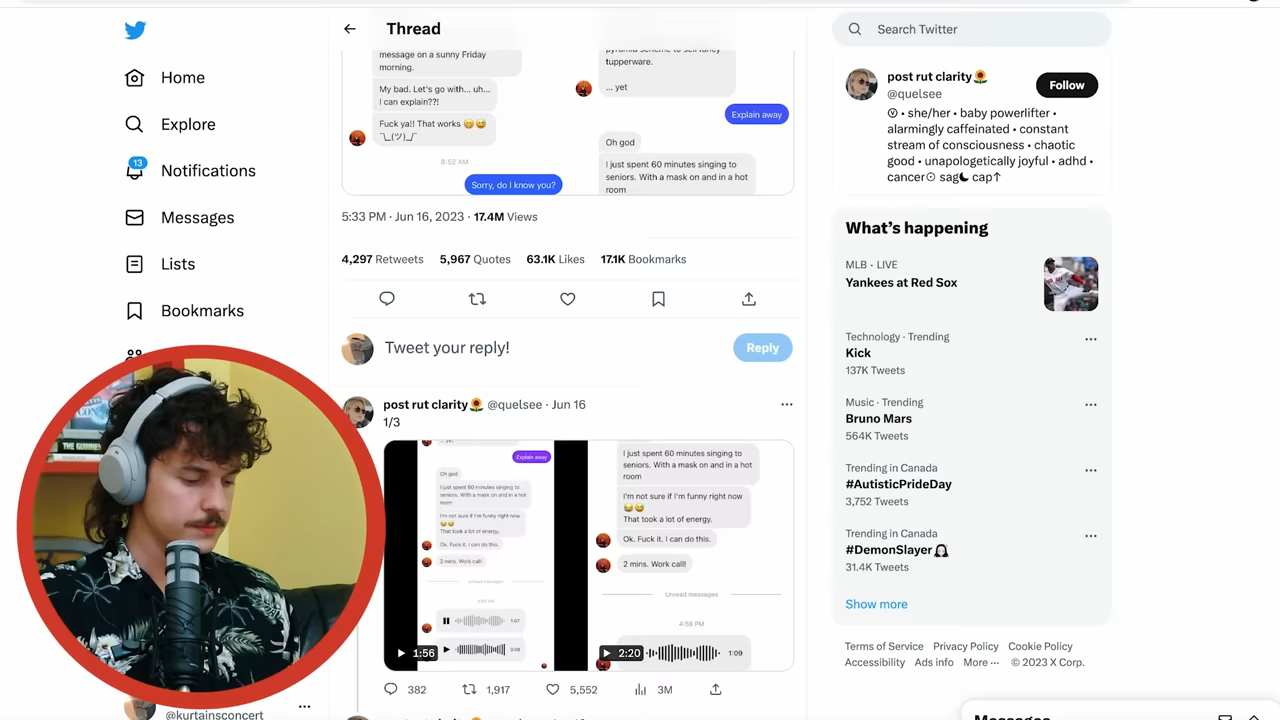 Thread
Search Twitter
Home
Explore
13
Notifications
Messages
Lists
Bookmarks
@kurtainsconcert
message on a sunny Friday
morning.
My bad. Let's go with... uh...
I can explain??!
Fuck ya!! That works 😁😅
¯\_(ツ)_/¯
8:52 AM
Sorry, do I know you?
pyramid scheme to sell fancy
tupperware.
... yet
Explain away
Oh god
I just spent 60 minutes singing to
seniors. With a mask on and in a hot
room
5:33 PM · Jun 16, 2023 · 17.4M Views
4,297 Retweets 5,967 Quotes 63.1K Likes 17.1K Bookmarks
Tweet your reply!
Reply
post rut clarity🌻 @quelsee · Jun 16
1/3
... yet
Explain away
Oh god
I just spent 60 minutes singing to
seniors. With a mask on and in a hot
room
I'm not sure if I'm funny right now
😂😅
That took a lot of energy.
Ok. Fuck it. I can do this.
2 mins. Work call!
Unread messages
1:07
1:56
I just spent 60 minutes singing to
seniors. With a mask on and in a hot
room
I'm not sure if I'm funny right now
😂😅
That took a lot of energy.
Ok. Fuck it. I can do this.
2 mins. Work call!!
Unread messages
4:56 PM
2:20
1:09
382 1,917 5,552 3M
post rut clarity🌻
@quelsee
Follow
Ⓥ • she/her • baby powerlifter •
alarmingly caffeinated • constant
stream of consciousness • chaotic
good • unapologetically joyful • adhd •
cancer☉ sag☾ cap↑
What's happening
MLB · LIVE
Yankees at Red Sox
Technology · Trending
Kick
137K Tweets
Music · Trending
Bruno Mars
564K Tweets
Trending in Canada
#AutisticPrideDay
3,752 Tweets
Trending in Canada
#DemonSlayer
31.4K Tweets
Show more
Terms of Service Privacy Policy Cookie Policy
Accessibility Ads info More ··· © 2023 X Corp.
Messages